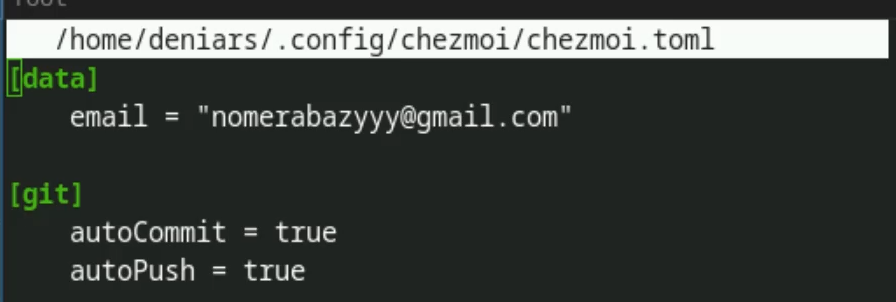 /home/deniars/.config/chezmoi/chezmoi.toml
[data]
email = "nomerabazyyy@gmail.com"
[git]
autoCommit = true
autoPush = true